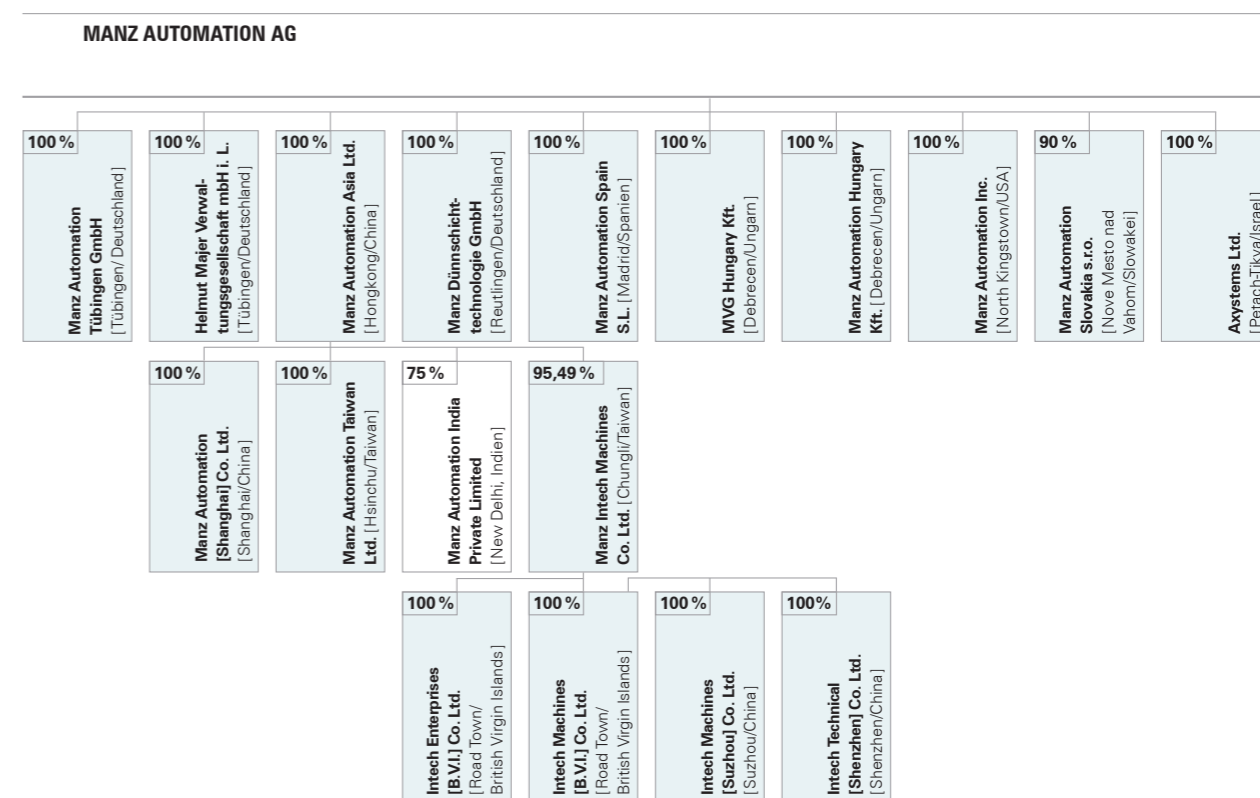 MANZ AUTOMATION AG
100 %
Manz Automation
Tübingen GmbH
[Tübingen/ Deutschland]
100 %
Helmut Majer Verwal-
tungsgesellschaft mbH i. L.
[Tübingen/Deutschland]
100 %
Manz Automation Asia Ltd.
[Hongkong/China]
100 %
Manz Dünnschicht-
technologie GmbH
[Reutlingen/Deutschland]
100 %
Manz Automation Spain
S.L. [Madrid/Spanien]
100 %
MVG Hungary Kft.
[Debrecen/Ungarn]
100 %
Manz Automation Hungary
Kft. [Debrecen/Ungarn]
100 %
Manz Automation Inc.
[North Kingstown/USA]
90 %
Manz Automation
Slovakia s.r.o.
[Nove Mesto nad
Vahom/Slowakei]
100 %
Axystems Ltd.
[Petach-Tikva/Israel]
100 %
Manz Automation
[Shanghai] Co. Ltd.
[Shanghai/China]
100 %
Manz Automation Taiwan
Ltd. [Hsinchu/Taiwan]
75 %
Manz Automation India
Private Limited
[New Delhi, Indien]
95,49 %
Manz Intech Machines
Co. Ltd. [Chungli/Taiwan]
100 %
Intech Enterprises
[B.V.I.] Co. Ltd.
[Road Town/
British Virgin Islands]
100 %
Intech Machines
[B.V.I.] Co. Ltd.
[Road Town/
British Virgin Islands]
100 %
Intech Machines
[Suzhou] Co. Ltd.
[Suzhou/China]
100%
Intech Technical
[Shenzhen] Co. Ltd.
[Shenzhen/China]